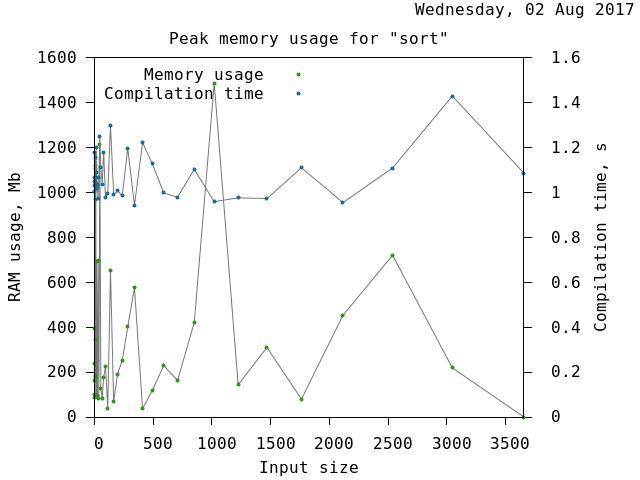 Wednesday, 02 Aug 2017
Peak memory usage for "sort"
Memory usage
Compilation time
1600
1400
1200
1000
800
600
400
200
0
RAM usage, Mb
1.6
1.4
1.2
1
0.8
0.6
0.4
0.2
0
Compilation time, s
0 500 1000 1500 2000 2500 3000 3500
Input size